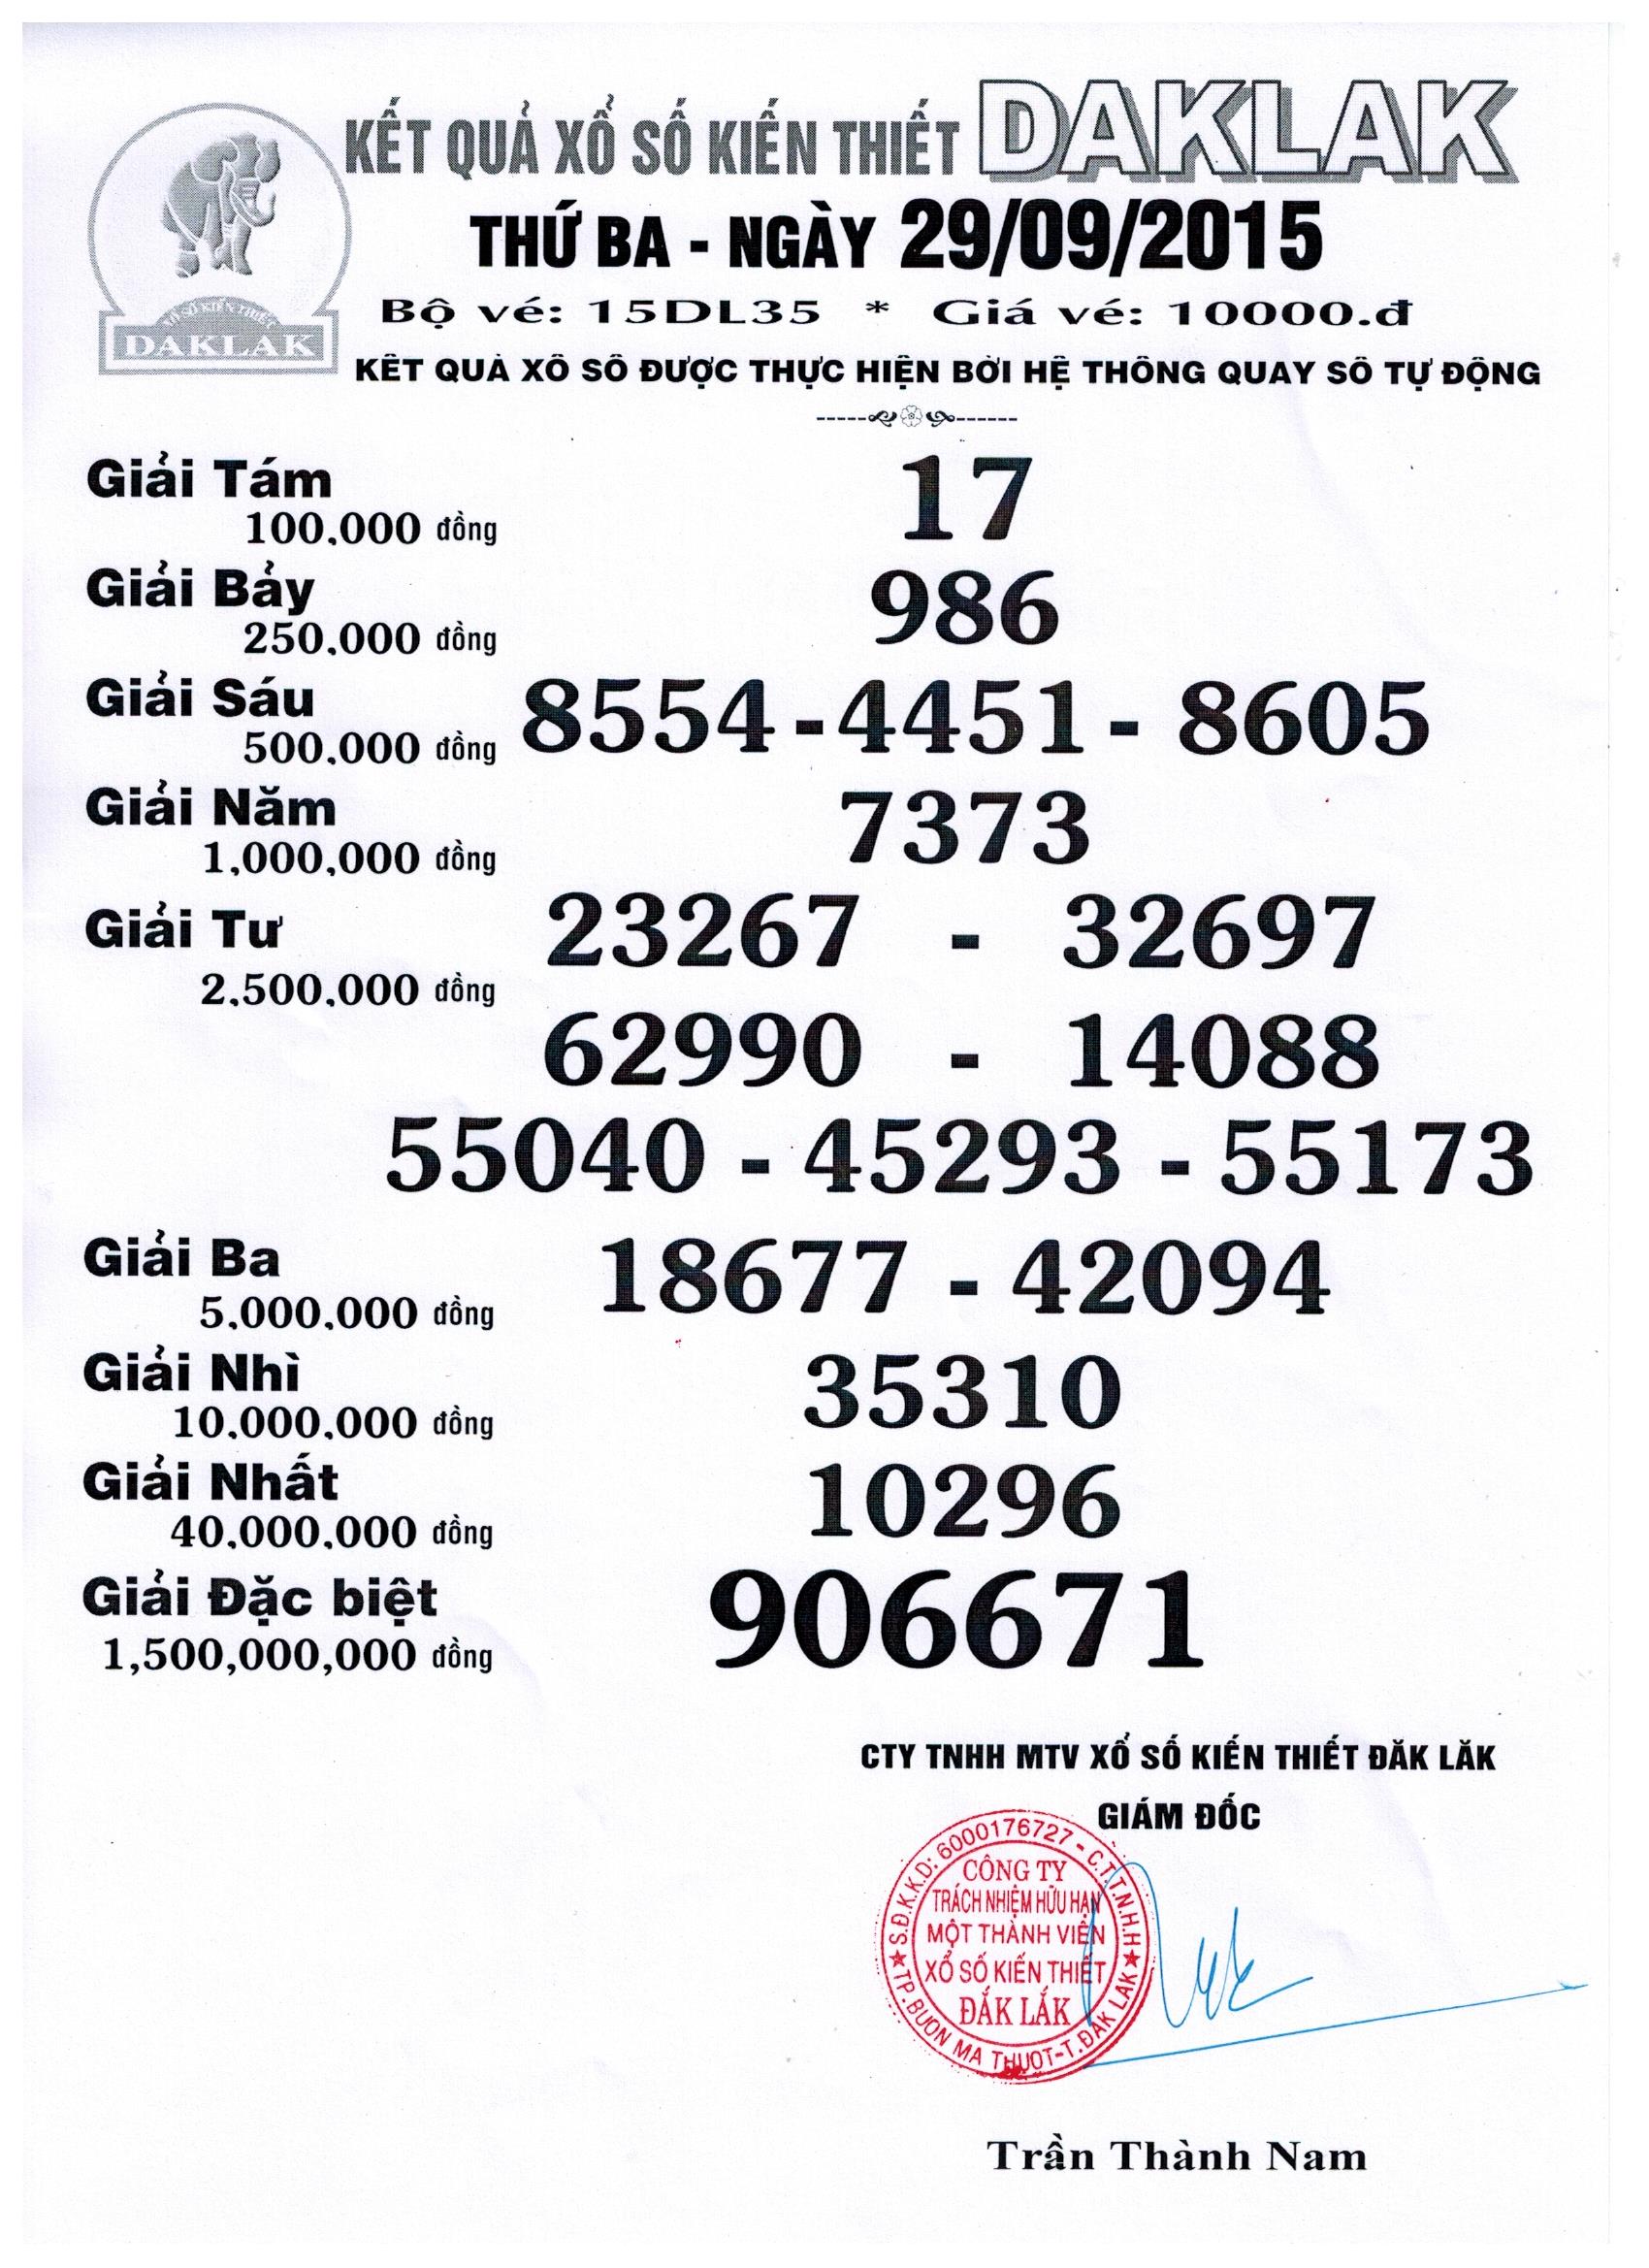 KẾT QUẢ XỔ SỐ KIẾN THIẾT DAKLAK
THỨ BA - NGÀY 29/09/2015
Bộ vé: 15DL35 * Giá vé: 10000.đ
XỔ SỐ KIẾN THIẾT
DAKLAK
KẾT QUẢ XỔ SỐ ĐƯỢC THỰC HIỆN BỞI HỆ THỐNG QUAY SỐ TỰ ĐỘNG
Giải Tám
100,000 đồng
17
Giải Bảy
250,000 đồng
986
Giải Sáu
500,000 đồng
8554 - 4451 - 8605
Giải Năm
1,000,000 đồng
7373
Giải Tư
2,500,000 đồng
23267 - 32697
62990 - 14088
55040 - 45293 - 55173
Giải Ba
5,000,000 đồng
18677 - 42094
Giải Nhì
10,000,000 đồng
35310
Giải Nhất
40,000,000 đồng
10296
Giải Đặc biệt
1,500,000,000 đồng
906671
CTY TNHH MTV XỔ SỐ KIẾN THIẾT ĐĂK LĂK
GIÁM ĐỐC
S.Đ.K.K.D: 6000176727 - C.T.T.N.H.H
CÔNG TY
TRÁCH NHIỆM HỮU HẠN
MỘT THÀNH VIÊN
XỔ SỐ KIẾN THIẾT
ĐẮK LẮK
TP.BUÔN MA THUỘT-T.ĐẮK LẮK
Trần Thành Nam